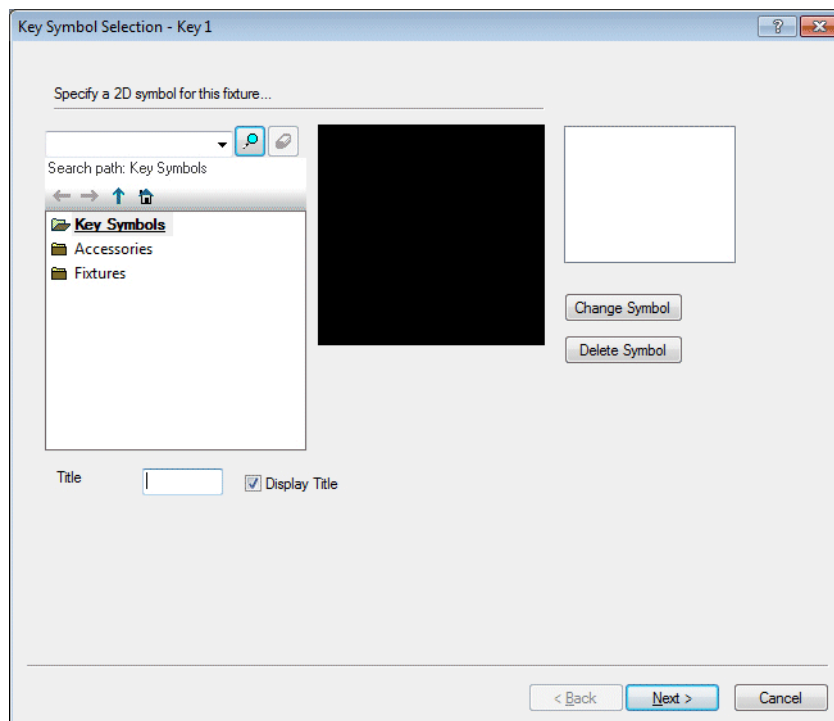 Key Symbol Selection - Key 1
Specify a 2D symbol for this fixture...
Search path: Key Symbols
Key Symbols
Accessories
Fixtures
Change Symbol
Delete Symbol
Title
Display Title
< Back
Next >
Cancel